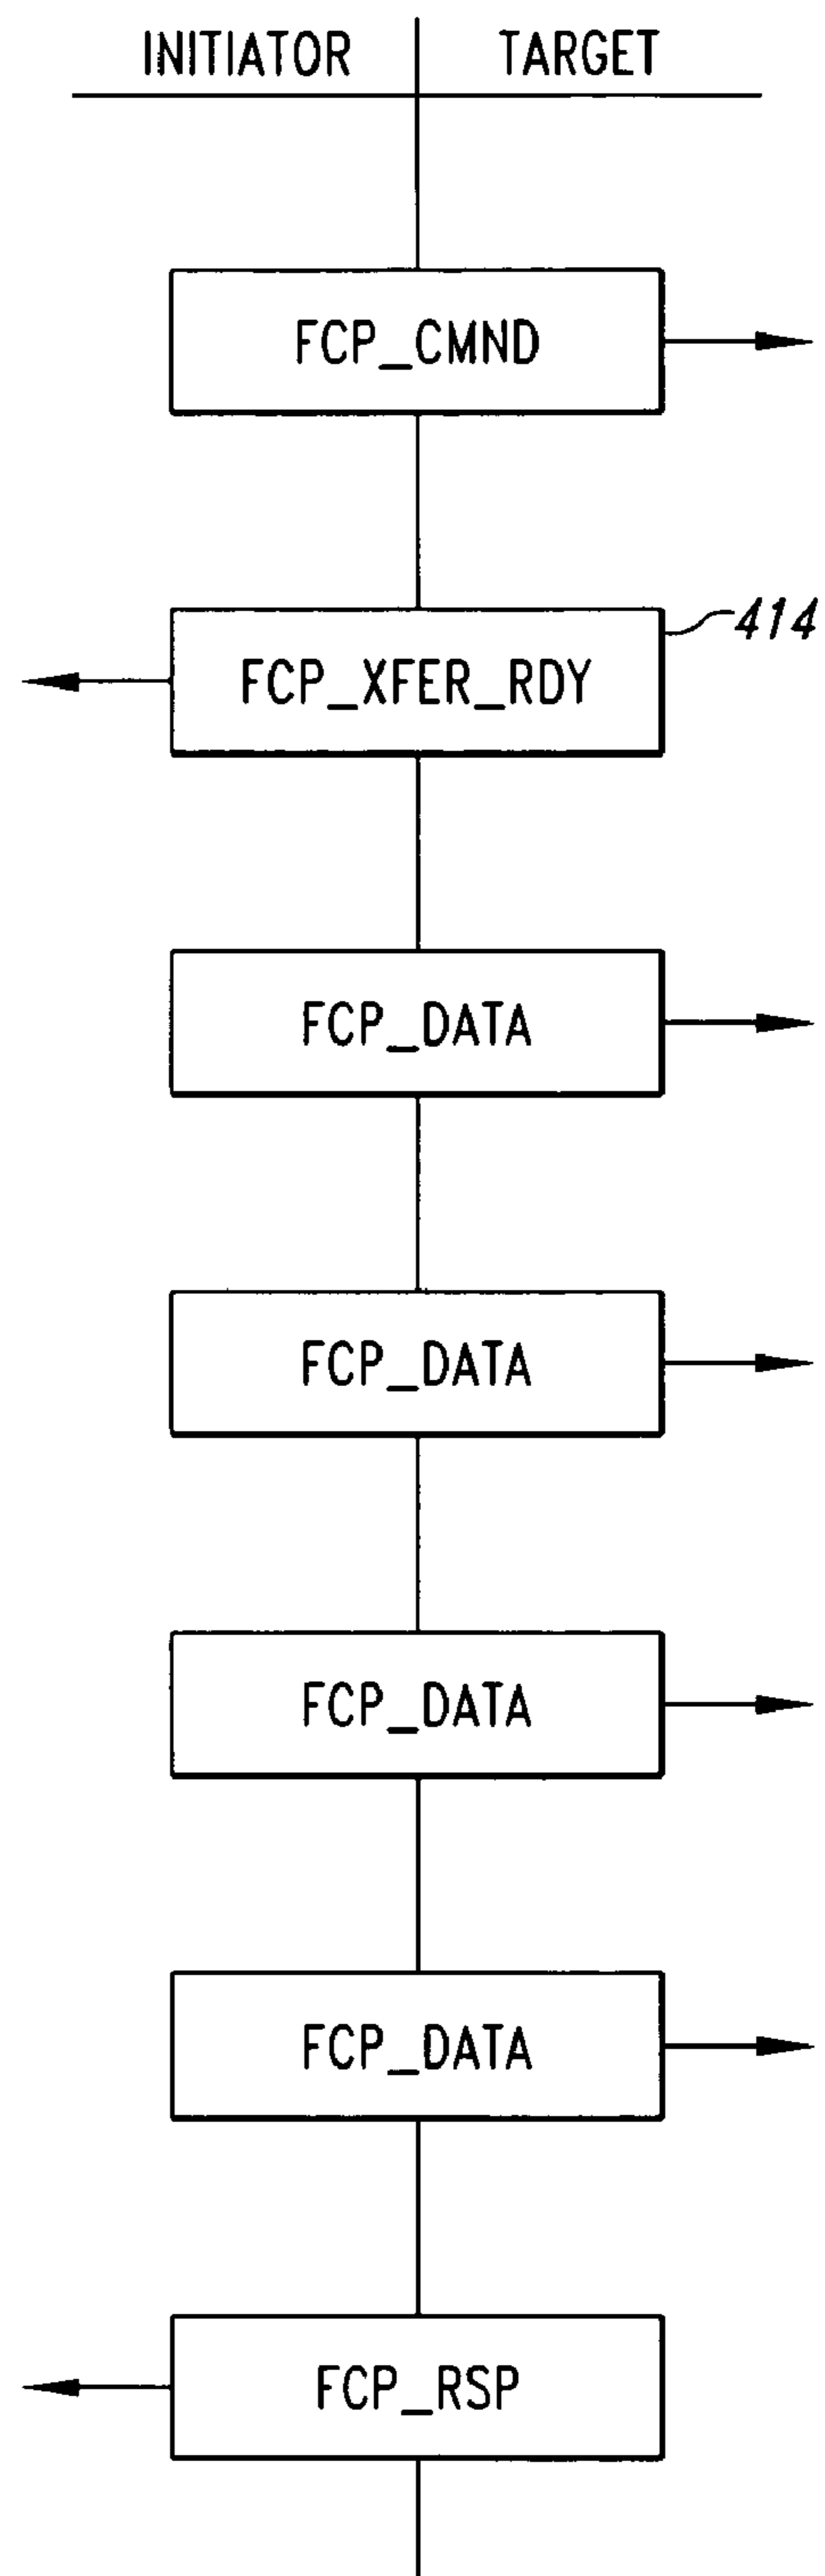 INITIATOR TARGET
FCP_CMND
414
FCP_XFER_RDY
FCP_DATA
FCP_DATA
FCP_DATA
FCP_DATA
FCP_RSP